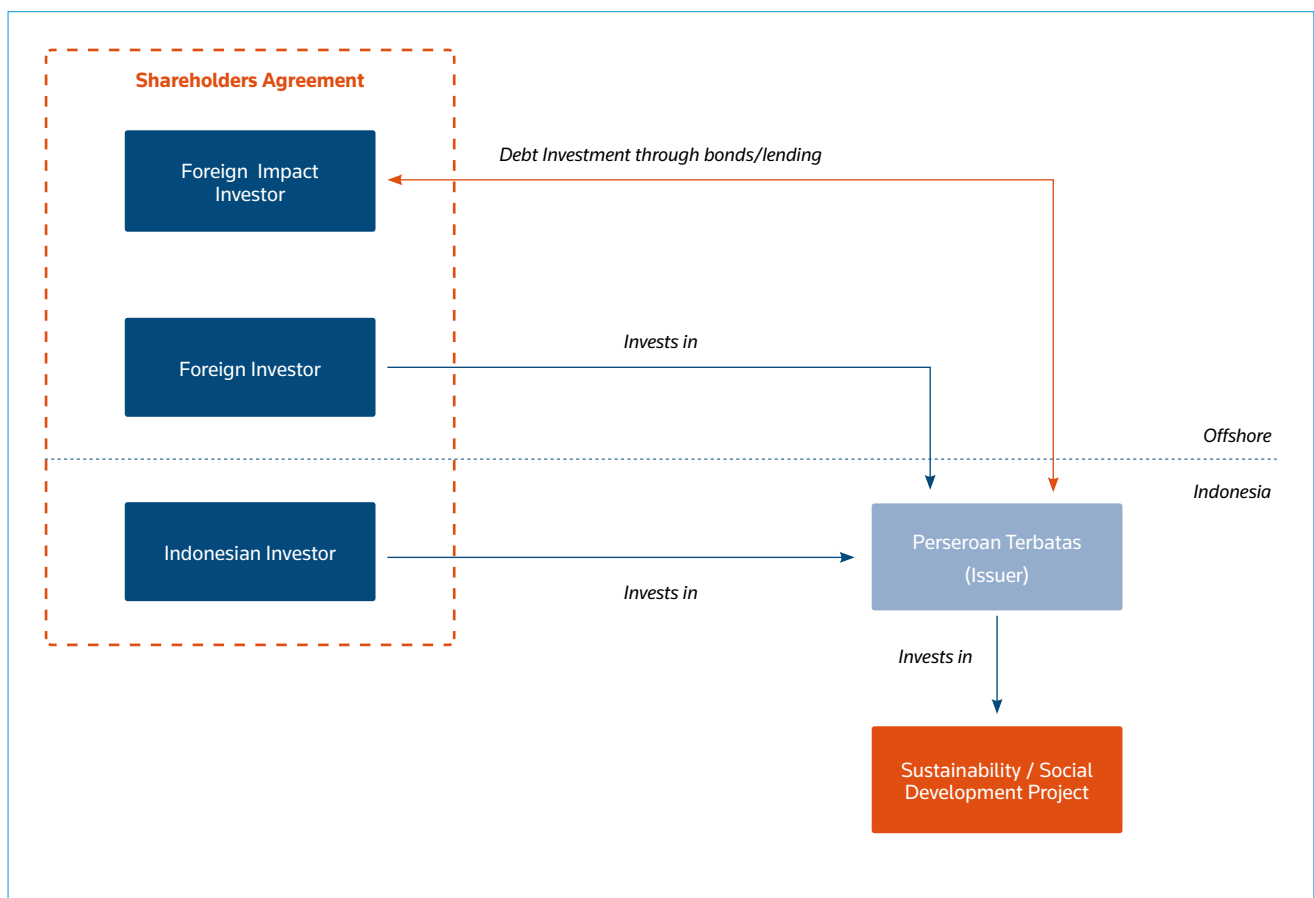 Shareholders Agreement
Foreign Impact
Investor
Debt Investment through bonds/lending
Foreign Investor
Invests in
Offshore
Indonesia
Indonesian Investor
Invests in
Perseroan Terbatas
(Issuer)
Invests in
Sustainability / Social
Development Project